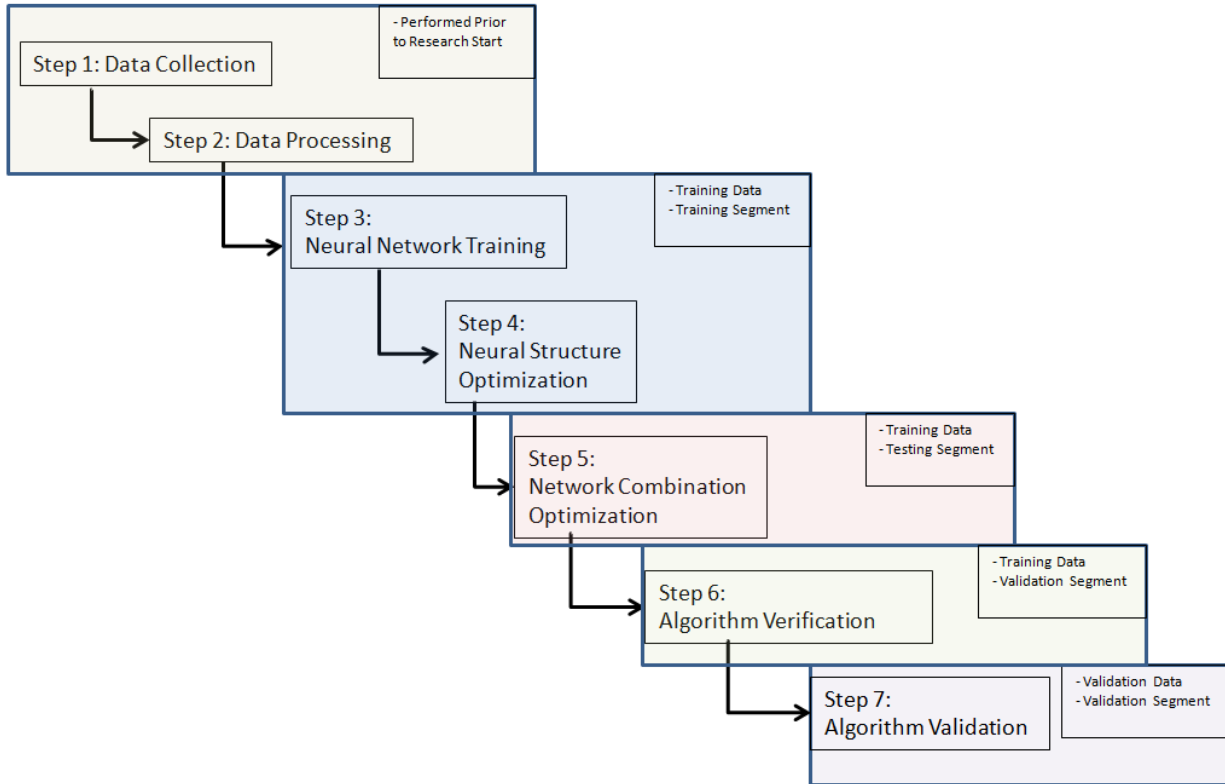 - Performed Prior
to Research Start
Step 1: Data Collection
Step 2: Data Processing
- Training Data
- Training Segment
Step 3:
Neural Network Training
Step 4:
Neural Structure
Optimization
- Training Data
- Testing Segment
Step 5:
Network Combination
Optimization
- Training Data
- Validation Segment
Step 6:
Algorithm Verification
- Validation Data
- Validation Segment
Step 7:
Algorithm Validation